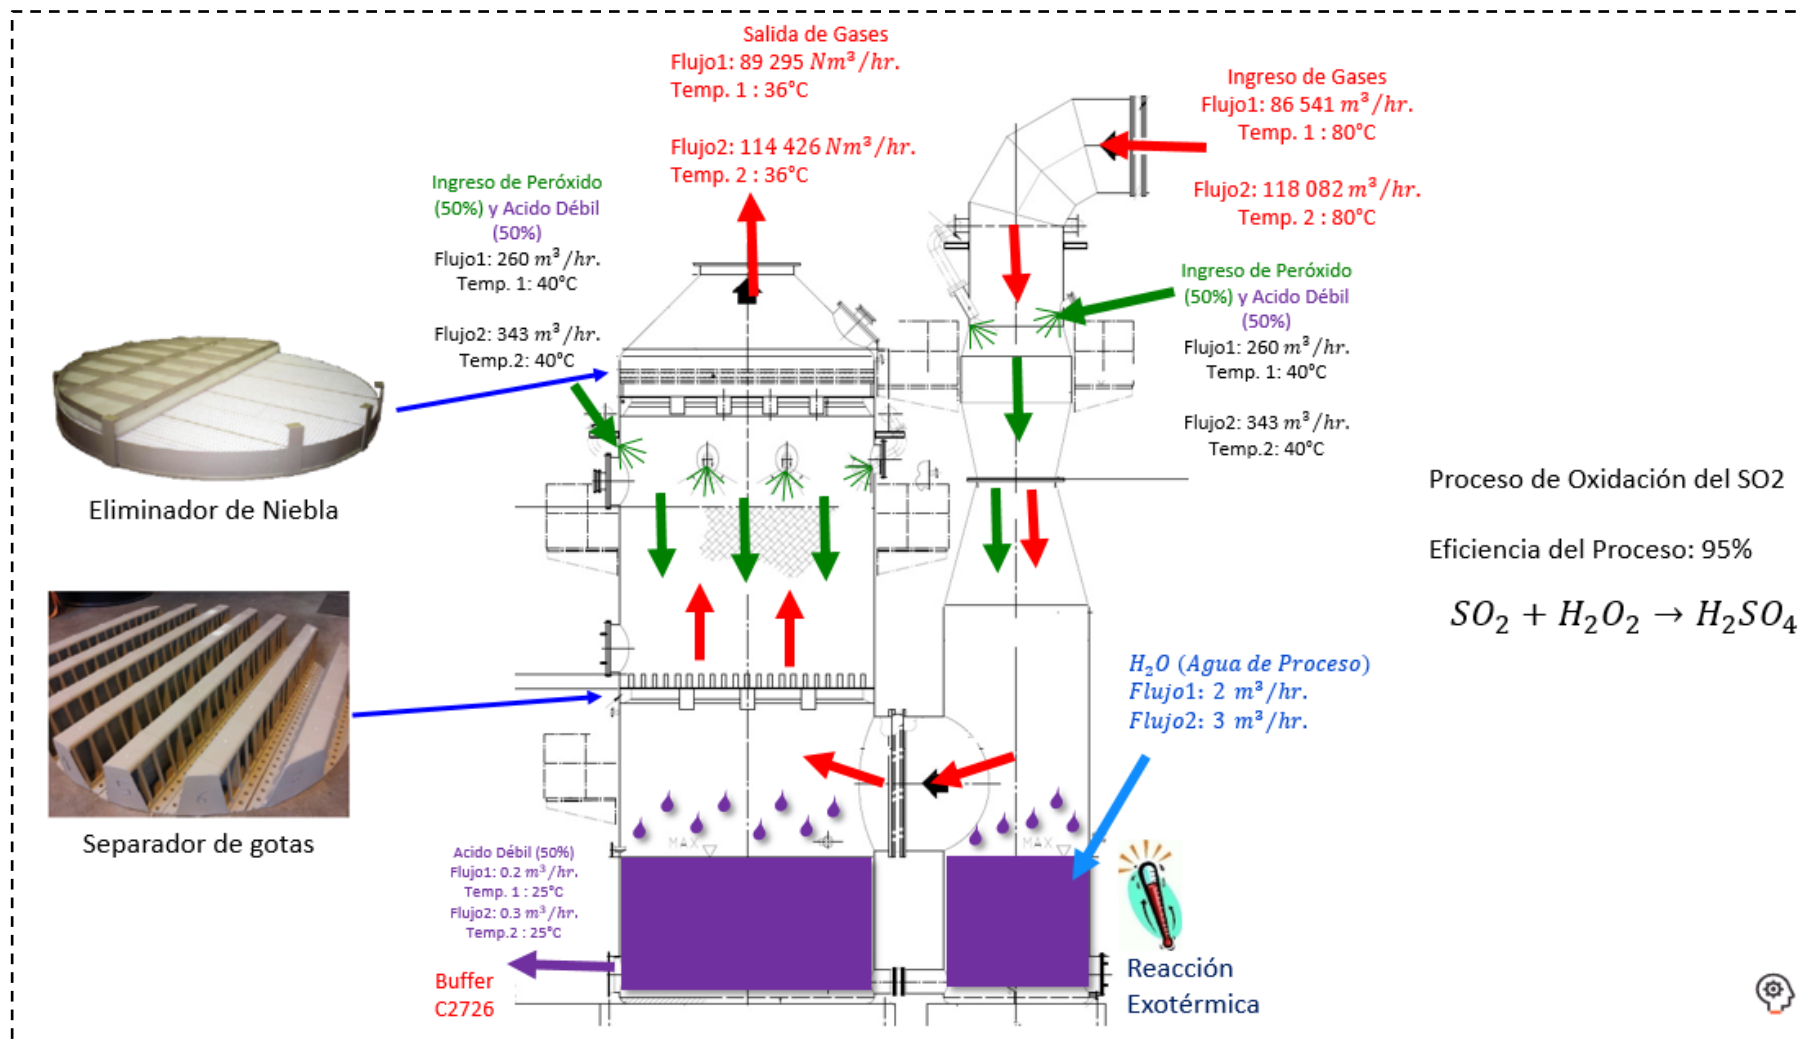 Salida de Gases
Flujo1: 89 295 Nm³/hr.
Temp. 1 : 36°C
Flujo2: 114 426 Nm³/hr.
Temp. 2 : 36°C
Ingreso de Gases
Flujo1: 86 541 m³/hr.
Temp. 1 : 80°C
Flujo2: 118 082 m³/hr.
Temp. 2 : 80°C
Ingreso de Peróxido
(50%) y Acido Débil
(50%)
Flujo1: 260 m³/hr.
Temp. 1: 40°C
Flujo2: 343 m³/hr.
Temp.2: 40°C
Ingreso de Peróxido
(50%) y Acido Débil
(50%)
Flujo1: 260 m³/hr.
Temp. 1: 40°C
Flujo2: 343 m³/hr.
Temp.2: 40°C
Eliminador de Niebla
Separador de gotas
Proceso de Oxidación del SO2
Eficiencia del Proceso: 95%
SO₂ + H₂O₂ → H₂SO₄
H₂O (Agua de Proceso)
Flujo1: 2 m³/hr.
Flujo2: 3 m³/hr.
MAX
MAX
Acido Débil (50%)
Flujo1: 0.2 m³/hr.
Temp. 1 : 25°C
Flujo2: 0.3 m³/hr.
Temp.2 : 25°C
Buffer
C2726
Reacción
Exotérmica